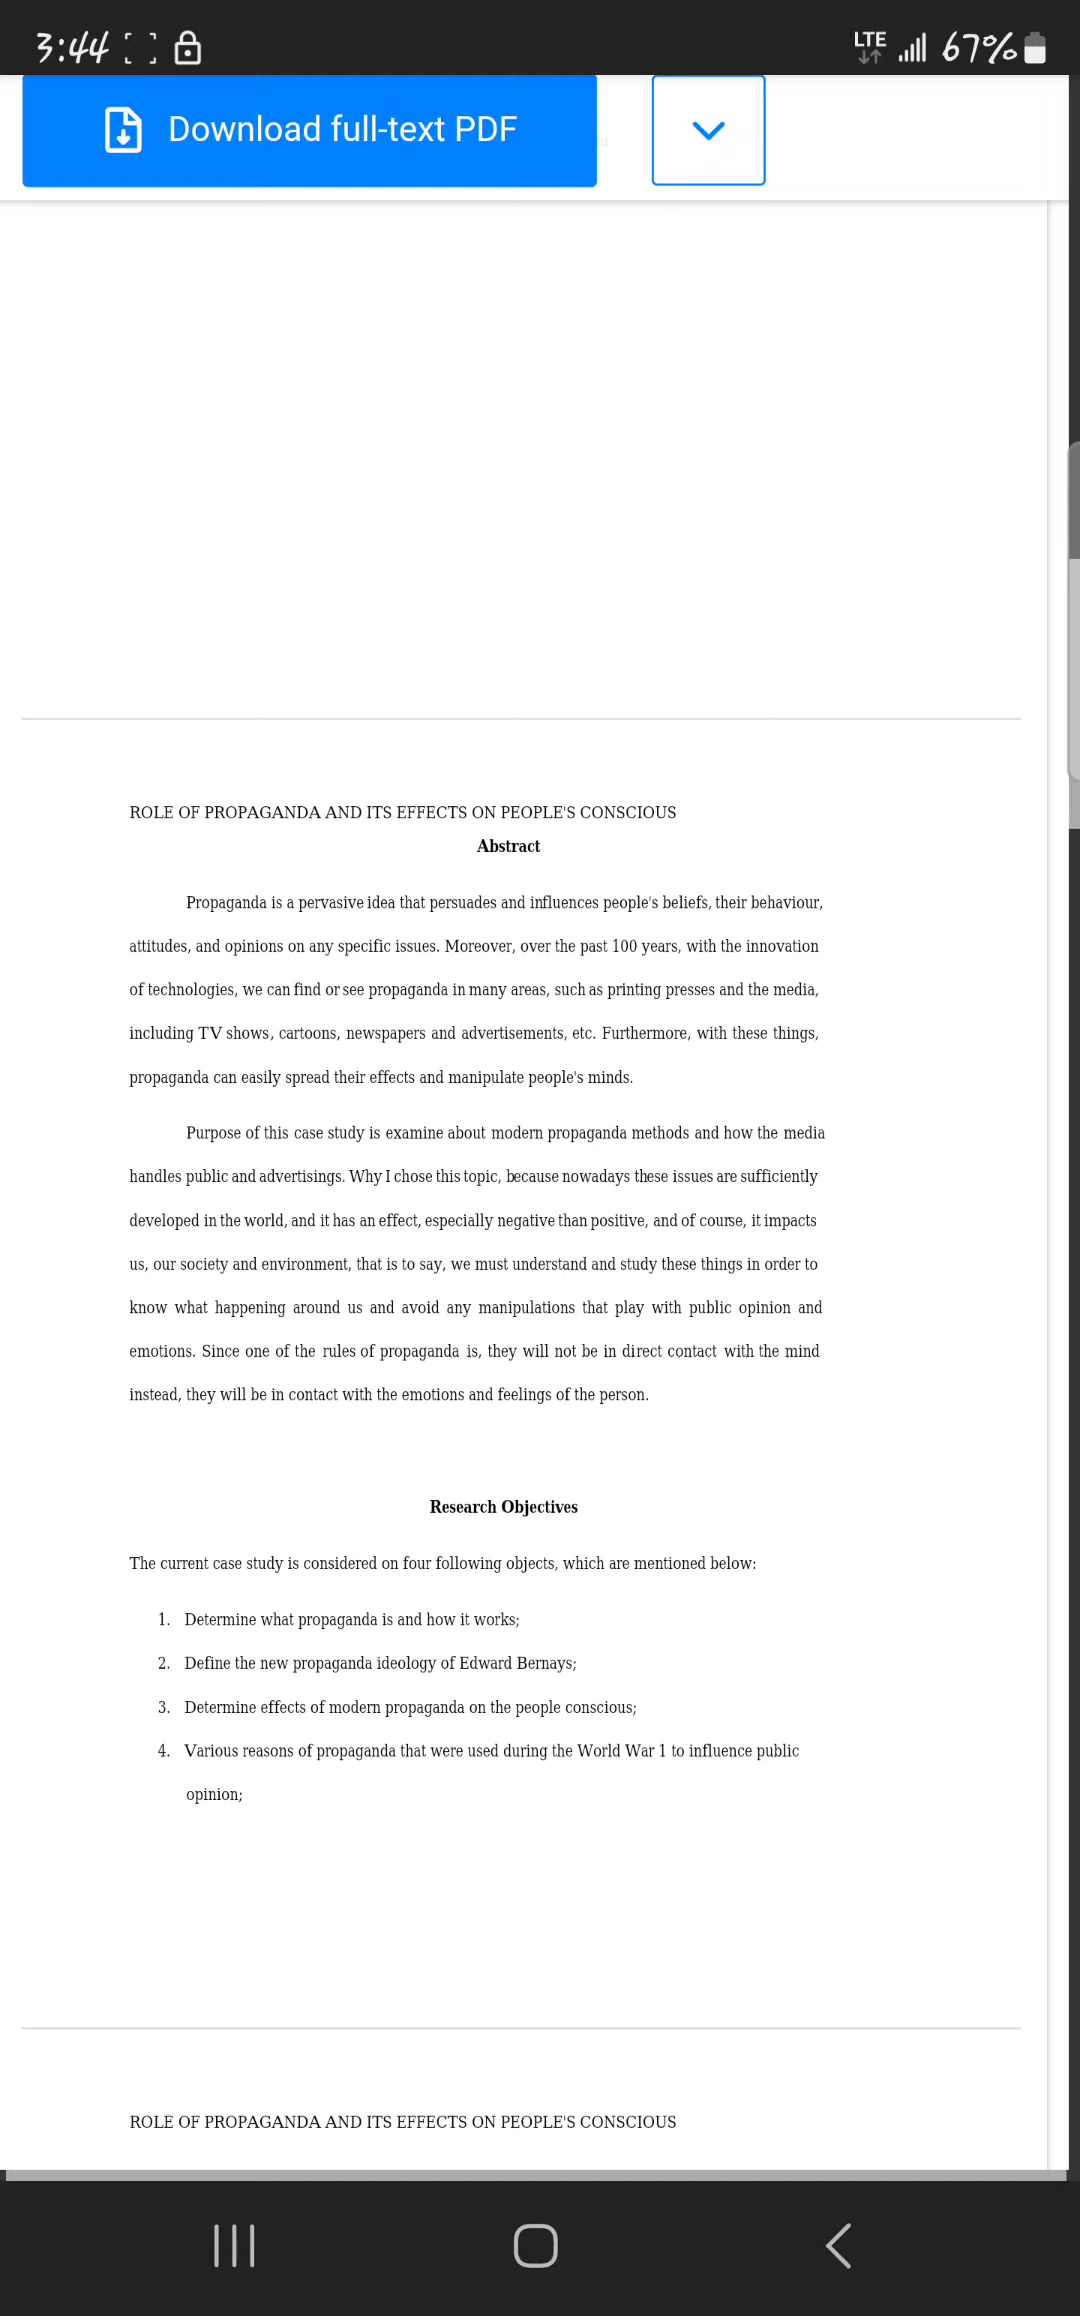 3:44
LTE
67%
Download full-text PDF
ROLE OF PROPAGANDA AND ITS EFFECTS ON PEOPLE'S CONSCIOUS
Abstract
Propaganda is a pervasive idea that persuades and influences people's beliefs, their behaviour,
attitudes, and opinions on any specific issues. Moreover, over the past 100 years, with the innovation
of technologies, we can find or see propaganda in many areas, such as printing presses and the media,
including TV shows, cartoons, newspapers and advertisements, etc. Furthermore, with these things,
propaganda can easily spread their effects and manipulate people's minds.
Purpose of this case study is examine about modern propaganda methods and how the media
handles public and advertisings. Why I chose this topic, because nowadays these issues are sufficiently
developed in the world, and it has an effect, especially negative than positive, and of course, it impacts
us, our society and environment, that is to say, we must understand and study these things in order to
know what happening around us and avoid any manipulations that play with public opinion and
emotions. Since one of the rules of propaganda is, they will not be in direct contact with the mind
instead, they will be in contact with the emotions and feelings of the person.
Research Objectives
The current case study is considered on four following objects, which are mentioned below:
1. Determine what propaganda is and how it works;
2. Define the new propaganda ideology of Edward Bernays;
3. Determine effects of modern propaganda on the people conscious;
4. Various reasons of propaganda that were used during the World War 1 to influence public
opinion;
ROLE OF PROPAGANDA AND ITS EFFECTS ON PEOPLE'S CONSCIOUS